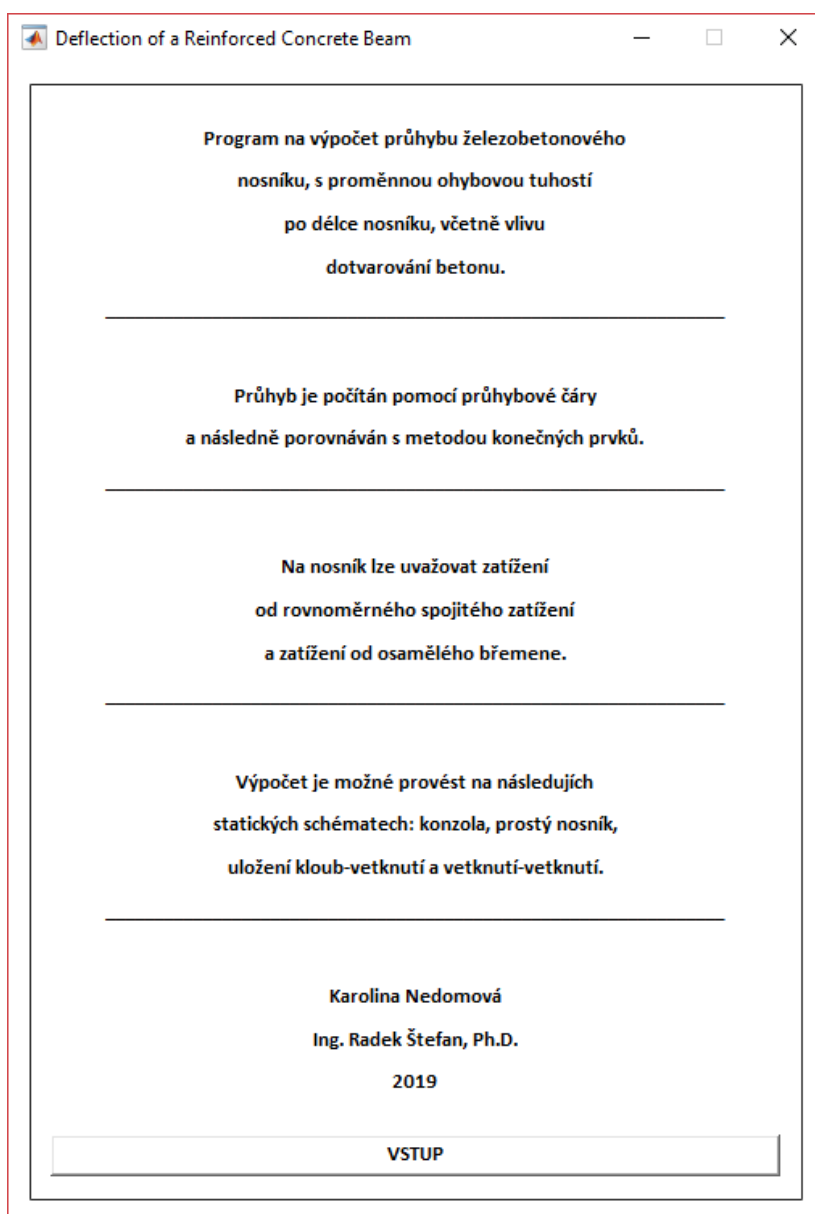 Deflection of a Reinforced Concrete Beam
Program na výpočet průhybu železobetonového
nosníku, s proměnnou ohybovou tuhostí
po délce nosníku, včetně vlivu
dotvarování betonu.
Průhyb je počítán pomocí průhybové čáry
a následně porovnáván s metodou konečných prvků.
Na nosník lze uvažovat zatížení
od rovnoměrného spojitého zatížení
a zatížení od osamělého břemene.
Výpočet je možné provést na následujích
statických schématech: konzola, prostý nosník,
uložení kloub-vetknutí a vetknutí-vetknutí.
Karolina Nedomová
Ing. Radek Štefan, Ph.D.
2019
VSTUP